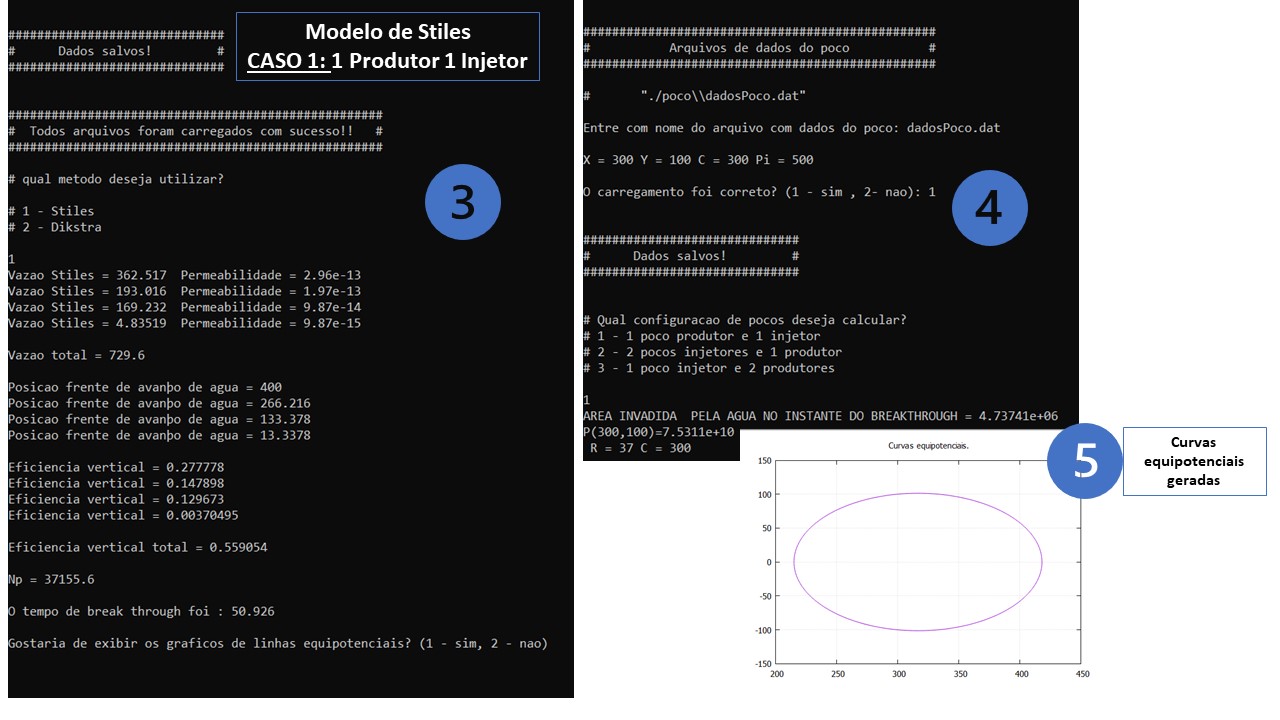 ##############################
#      Dados salvos!         #
##############################
Modelo de Stiles
CASO 1: 1 Produtor 1 Injetor
####################################################
#  Todos arquivos foram carregados com sucesso!!   #
####################################################
# qual metodo deseja utilizar?
# 1 - Stiles
# 2 - Dikstra
3
1
Vazao Stiles = 362.517  Permeabilidade = 2.96e-13
Vazao Stiles = 193.016  Permeabilidade = 1.97e-13
Vazao Stiles = 169.232  Permeabilidade = 9.87e-14
Vazao Stiles = 4.83519  Permeabilidade = 9.87e-15
Vazao total = 729.6
Posicao frente de avanþo de agua = 400
Posicao frente de avanþo de agua = 266.216
Posicao frente de avanþo de agua = 133.378
Posicao frente de avanþo de agua = 13.3378
Eficiencia vertical = 0.277778
Eficiencia vertical = 0.147898
Eficiencia vertical = 0.129673
Eficiencia vertical = 0.00370495
Eficiencia vertical total = 0.559054
Np = 37155.6
O tempo de break through foi : 50.926
Gostaria de exibir os graficos de linhas equipotenciais? (1 - sim, 2 - nao)
#################################################
#           Arquivos de dados do poco           #
#################################################
#       "./poco\\dadosPoco.dat"
Entre com nome do arquivo com dados do poco: dadosPoco.dat
X = 300 Y = 100 C = 300 Pi = 500
O carregamento foi correto? (1 - sim , 2- nao): 1
4
##############################
#      Dados salvos!         #
##############################
# Qual configuracao de pocos deseja calcular?
# 1 - 1 poco produtor e 1 injetor
# 2 - 2 pocos injetores e 1 produtor
# 3 - 1 poco injetor e 2 produtores
1
AREA INVADIDA  PELA AGUA NO INSTANTE DO BREAKTHROUGH = 4.73741e+06
P(300,100)=7.5311e+10
R = 37 C = 300
Curvas equipotenciais.
150
100
50
0
-50
-100
-150
200 250 300 350 400 450
5
Curvas
equipotenciais
geradas